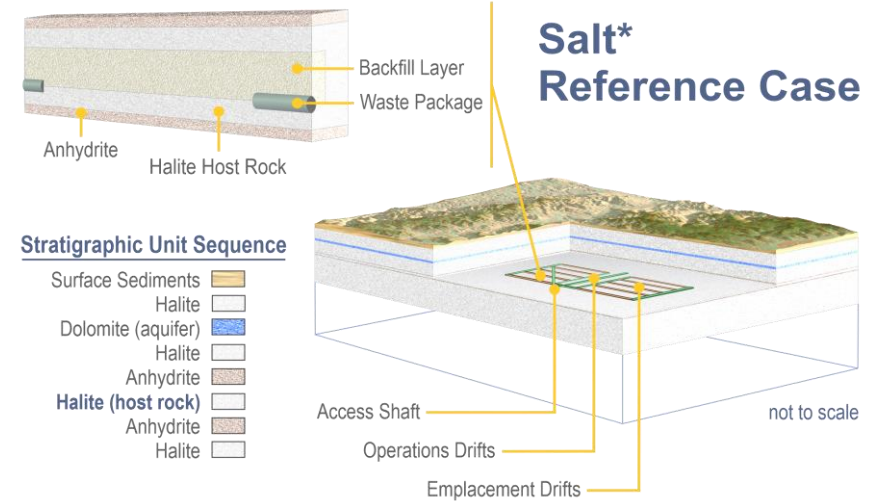 Salt*
Reference Case
Backfill Layer
Waste Package
Anhydrite
Halite Host Rock
Stratigraphic Unit Sequence
Surface Sediments
Halite
Dolomite (aquifer)
Halite
Anhydrite
Halite (host rock)
Anhydrite
Halite
Access Shaft
Operations Drifts
Emplacement Drifts
not to scale